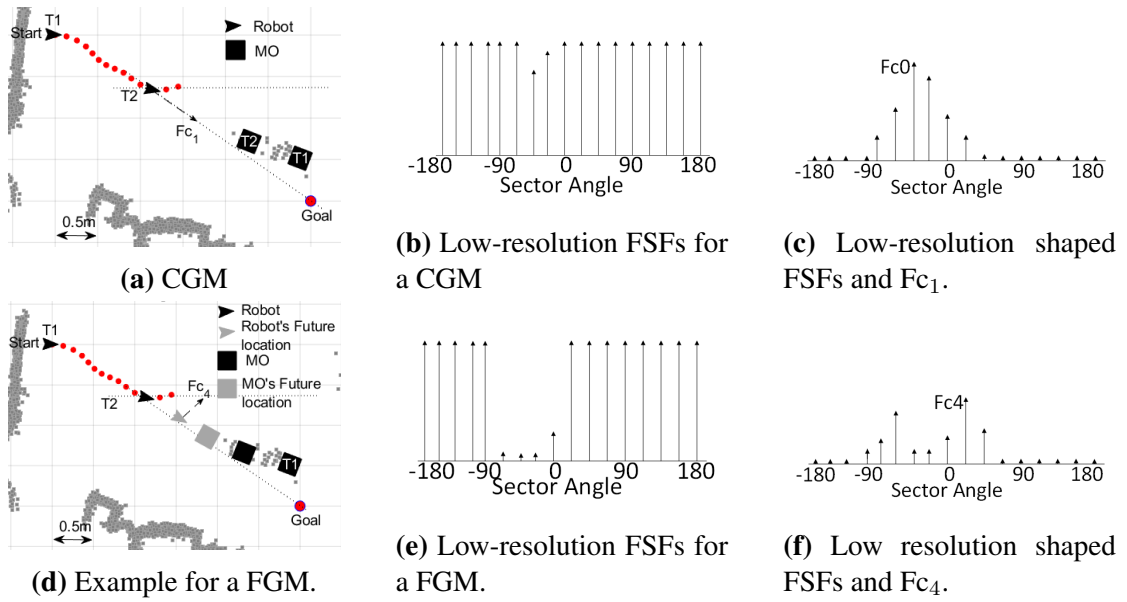 T1
Start
Robot
MO
T2
Fc1
T2
T1
0.5m
Goal
(a) CGM
-180
-90
0
90
180
Sector Angle
(b) Low-resolution FSFs for
a CGM
Fc0
-180
-90
0
90
180
Sector Angle
(c) Low-resolution shaped
FSFs and Fc1.
T1
Start
Robot
Robot's Future
location
MO
MO's Future
location
Fc4
T2
T1
0.5m
Goal
(d) Example for a FGM.
-180
-90
0
90
180
Sector Angle
(e) Low-resolution FSFs for
a FGM.
Fc4
-180
-90
0
90
180
Sector Angle
(f) Low resolution shaped
FSFs and Fc4.